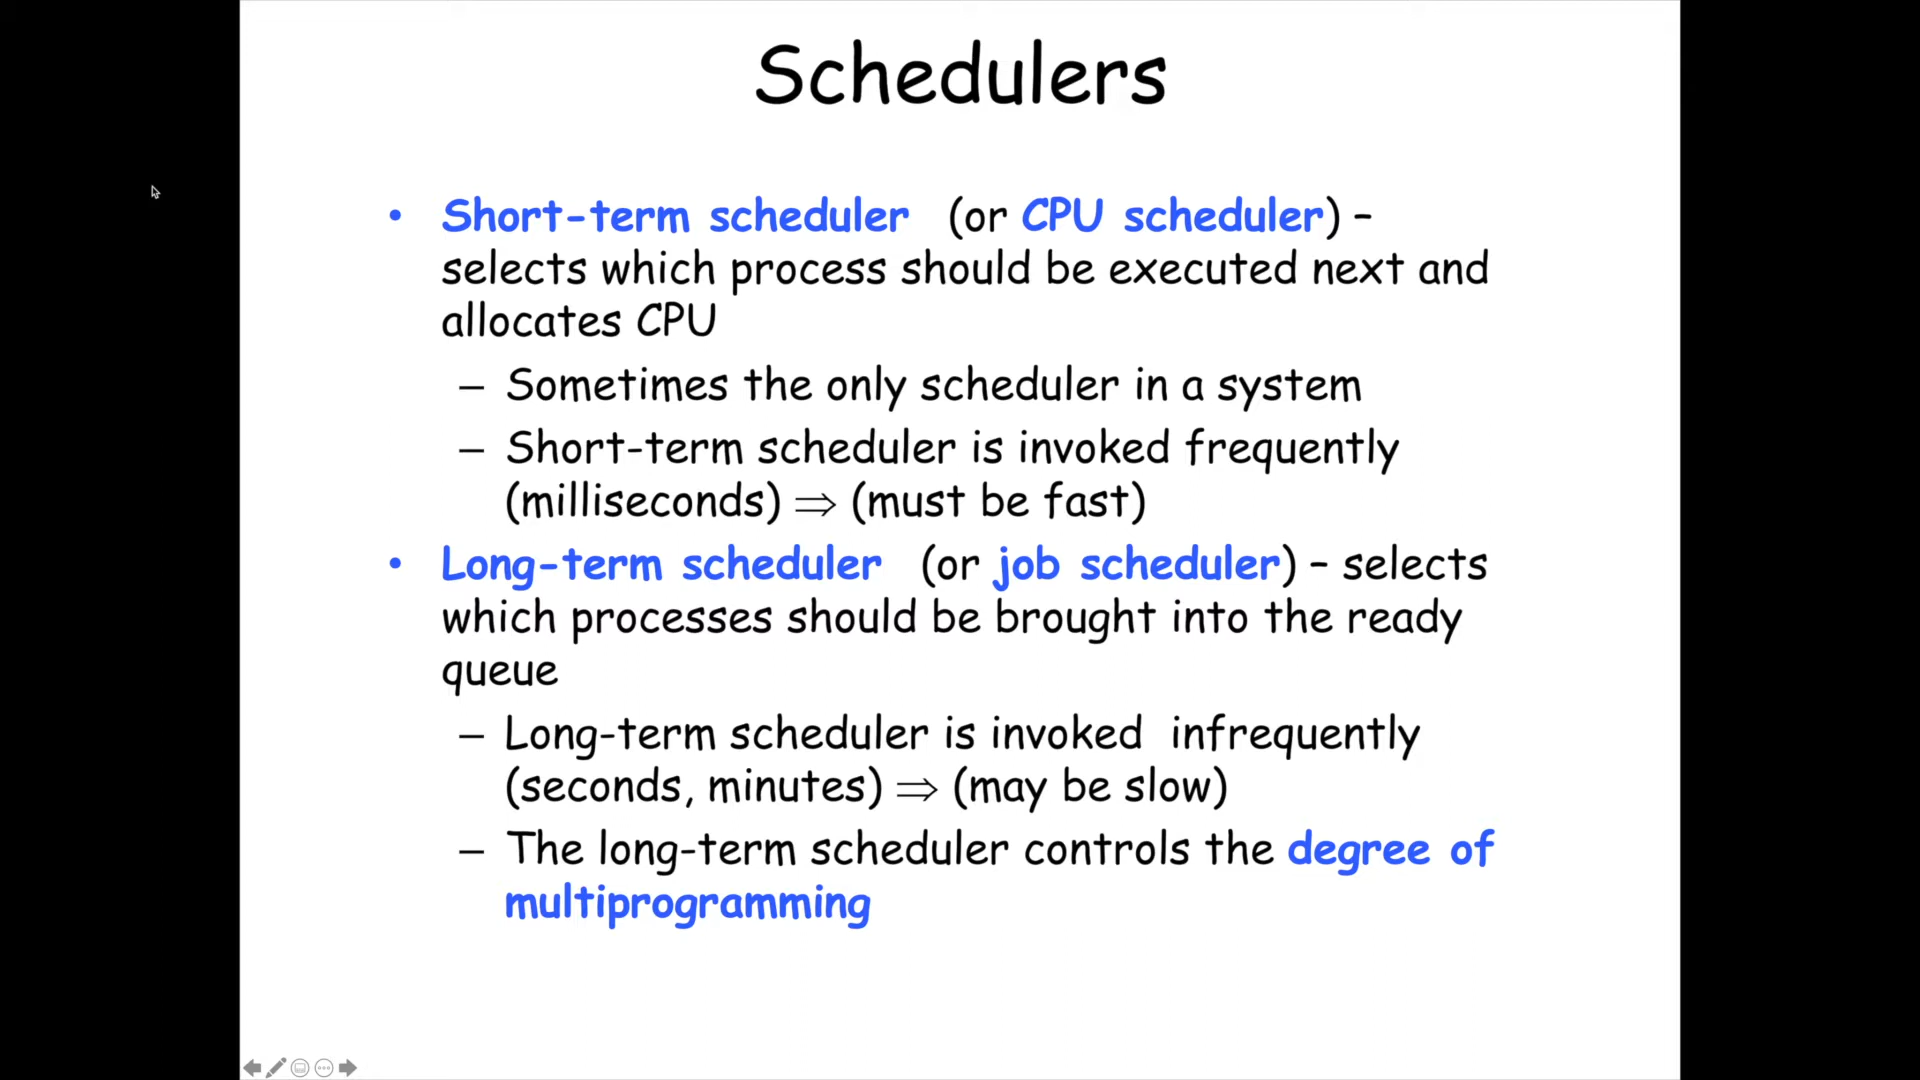 Schedulers
• Short-term scheduler (or CPU scheduler) –
selects which process should be executed next and
allocates CPU
– Sometimes the only scheduler in a system
– Short-term scheduler is invoked frequently
(milliseconds) ⇒ (must be fast)
• Long-term scheduler (or job scheduler) – selects
which processes should be brought into the ready
queue
– Long-term scheduler is invoked infrequently
(seconds, minutes) ⇒ (may be slow)
– The long-term scheduler controls the degree of
multiprogramming